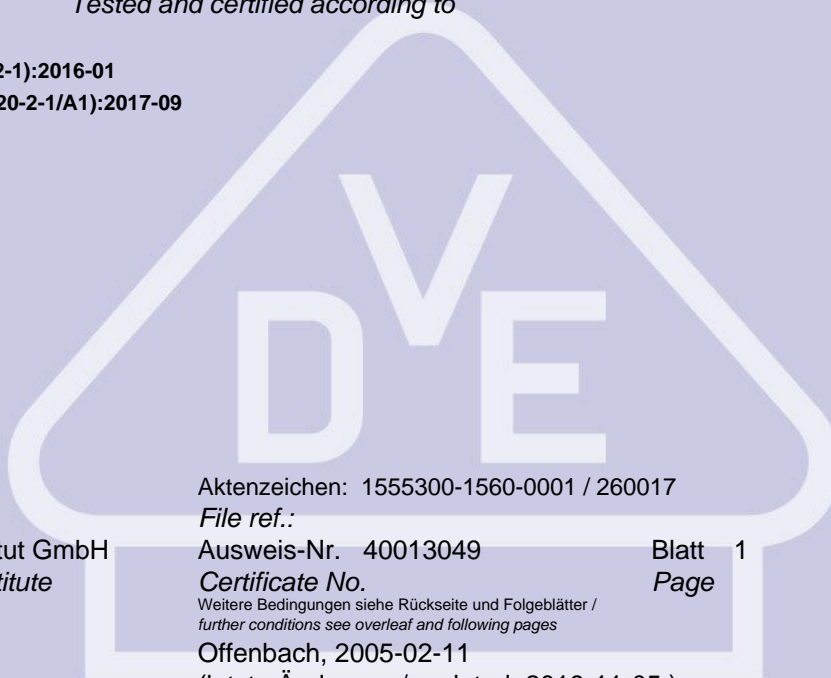 Tested and certified according to
2-1):2016-01
20-2-1/A1):2017-09
V
D E
Aktenzeichen: 1555300-1560-0001 / 260017
File ref.:
GmbH Ausweis-Nr. 40013049 Blatt 1
Certificate No. Page
Weitere Bedingungen siehe Rückseite und Folgeblätter /
further conditions see overleaf and following pages
Offenbach, 2005-02-11